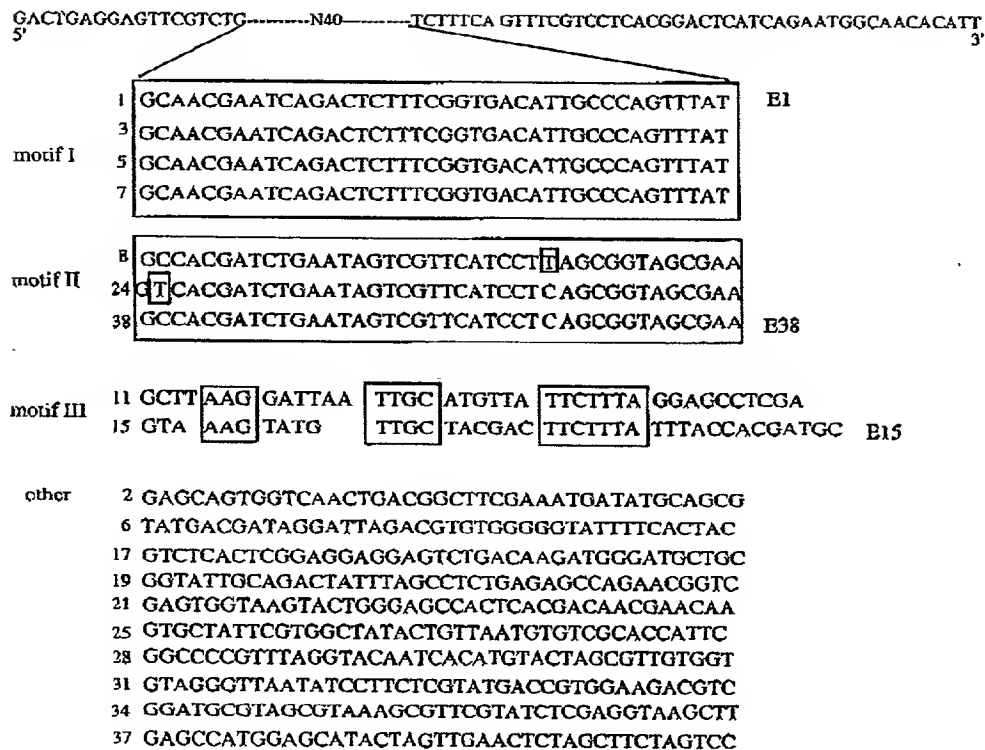 GACTGAGGAGTTCGTCTG----------N40----------TCTTTCA GTTTCGTCCTCACGGACTCATCAGAATGGCAACACATT
5' 3'
1 GCAACGAATCAGACTCTTTCGGTGACATTGCCCAGTTTAT E1
3 GCAACGAATCAGACTCTTTCGGTGACATTGCCCAGTTTAT
motif I
5 GCAACGAATCAGACTCTTTCGGTGACATTGCCCAGTTTAT
7 GCAACGAATCAGACTCTTTCGGTGACATTGCCCAGTTTAT
8 GCCACGATCTGAATAGTCGTTCATCCTTAGCGGTAGCGAA
motif II
24 GTCACGATCTGAATAGTCGTTCATCCTCAGCGGTAGCGAA
38 GCCACGATCTGAATAGTCGTTCATCCTCAGCGGTAGCGAA E38
motif III 11 GCTT AAG GATTAA TTGC ATGTTA TTCTTTA GGAGCCTCGA
15 GTA AAG TATG TTGC TACGAC TTCTTTA TTTACCACGATGC E15
other 2 GAGCAGTGGTCAACTGACGGCTTCGAAATGATATGCAGCG
6 TATGACGATAGGATTAGACGTGTGGGGGTATTTTCACTAC
17 GTCTCACTCGGAGGAGGAGTCTGACAAGATGGGATGCTGC
19 GGTATTGCAGACTATTTAGCCTCTGAGAGCCAGAACGGTC
21 GAGTGGTAAGTACTGGGAGCCACTCACGACAACGAACAA
25 GTGCTATTCGTGGCTATACTGTTAATGTGTCGCACCATTC
28 GGCCCCGTTTAGGTACAATCACATGTACTAGCGTTGTGGT
31 GTAGGGTTAATATCCTTCTCGTATGACCGTGGAAGACGTC
34 GGATGCGTAGCGTAAAGCGTTCGTATCTCGAGGTAAGCTT
37 GAGCCATGGAGCATACTAGTTGAACTCTAGCTTCTAGTCC